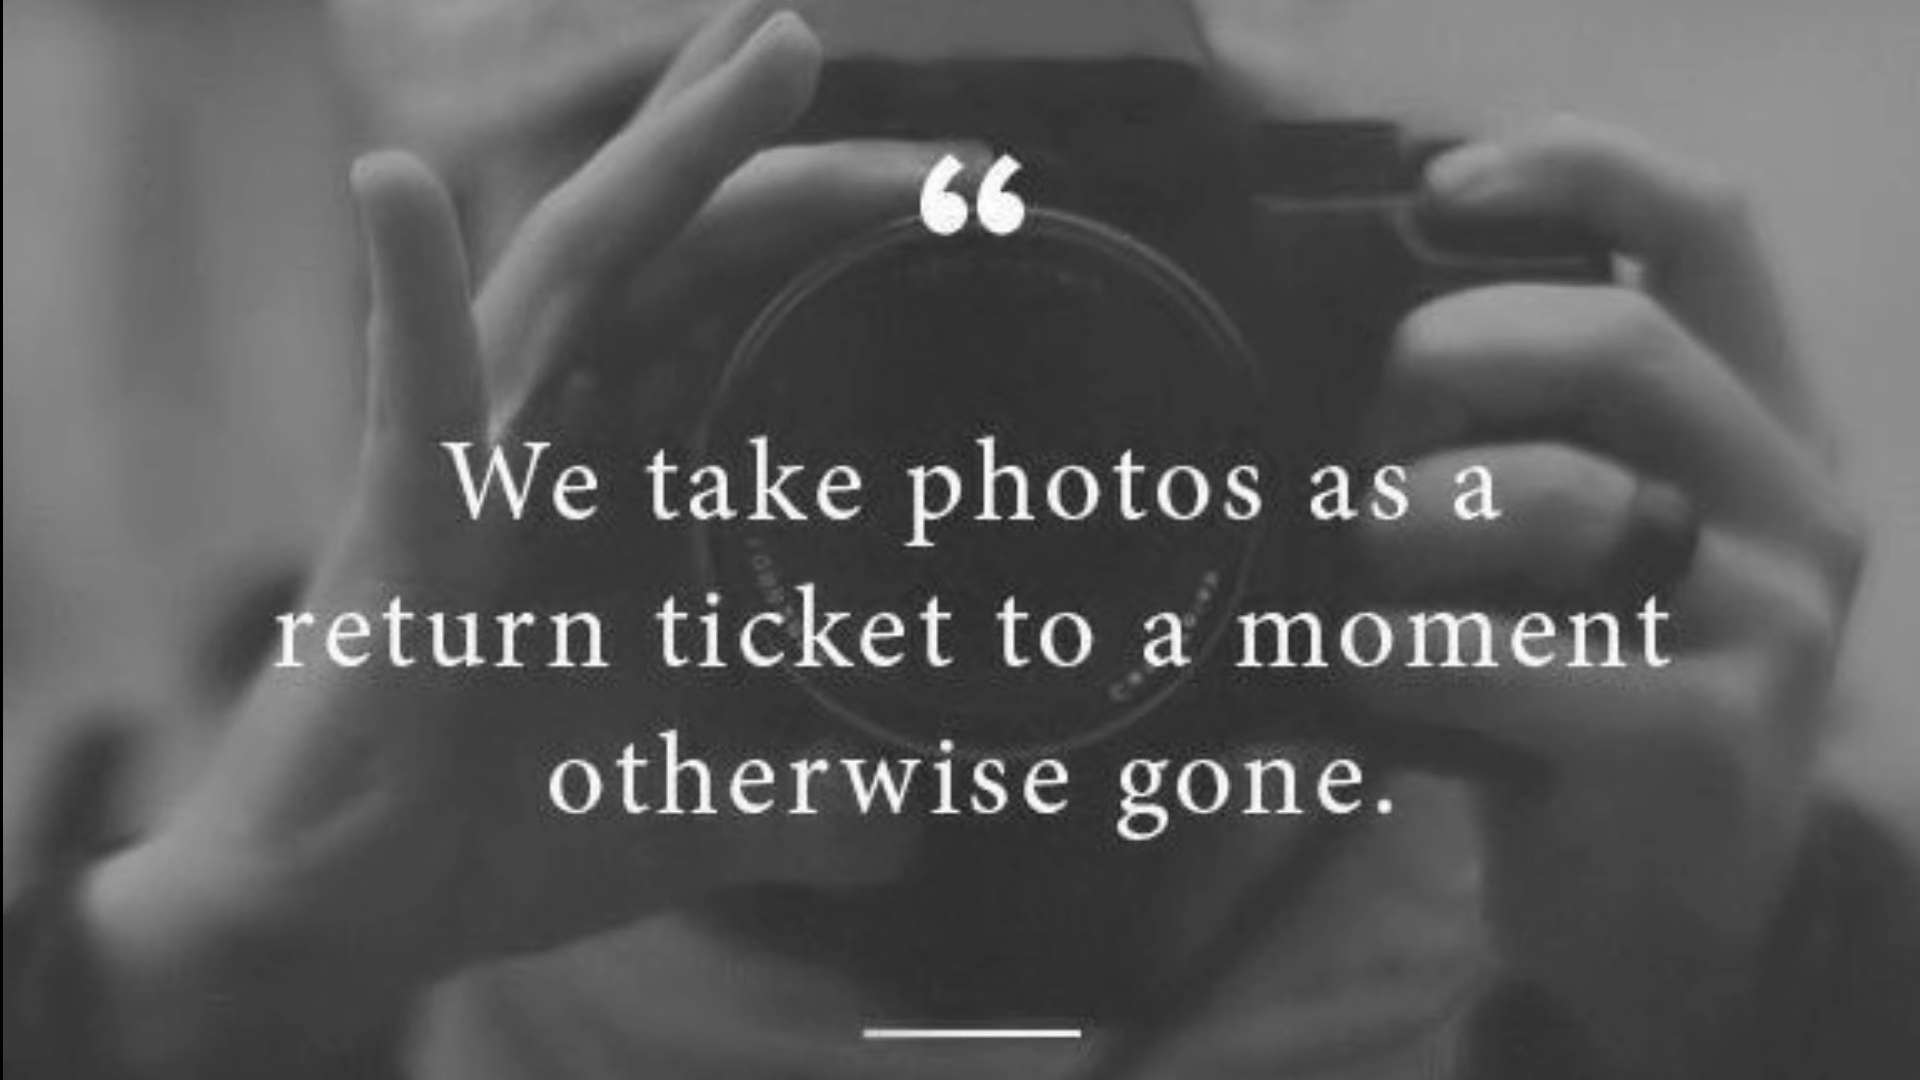 “
We take photos as a
return ticket to a moment
otherwise gone.